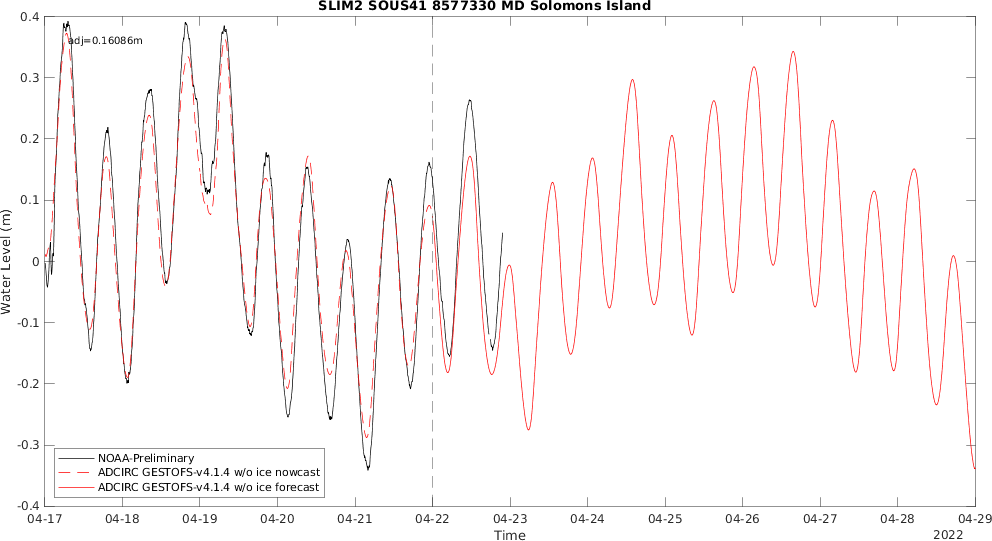 SLIM2 SOUS41 8577330 MD Solomons Island
adj=0.16086m
0.4
0.3
0.2
0.1
0
-0.1
-0.2
-0.3
-0.4
Water Level (m)
NOAA-Preliminary
ADCIRC GESTOFS-v4.1.4 w/o ice nowcast
ADCIRC GESTOFS-v4.1.4 w/o ice forecast
04-17 04-18 04-19 04-20 04-21 04-22 04-23 04-24 04-25 04-26 04-27 04-28 04-29
Time
2022